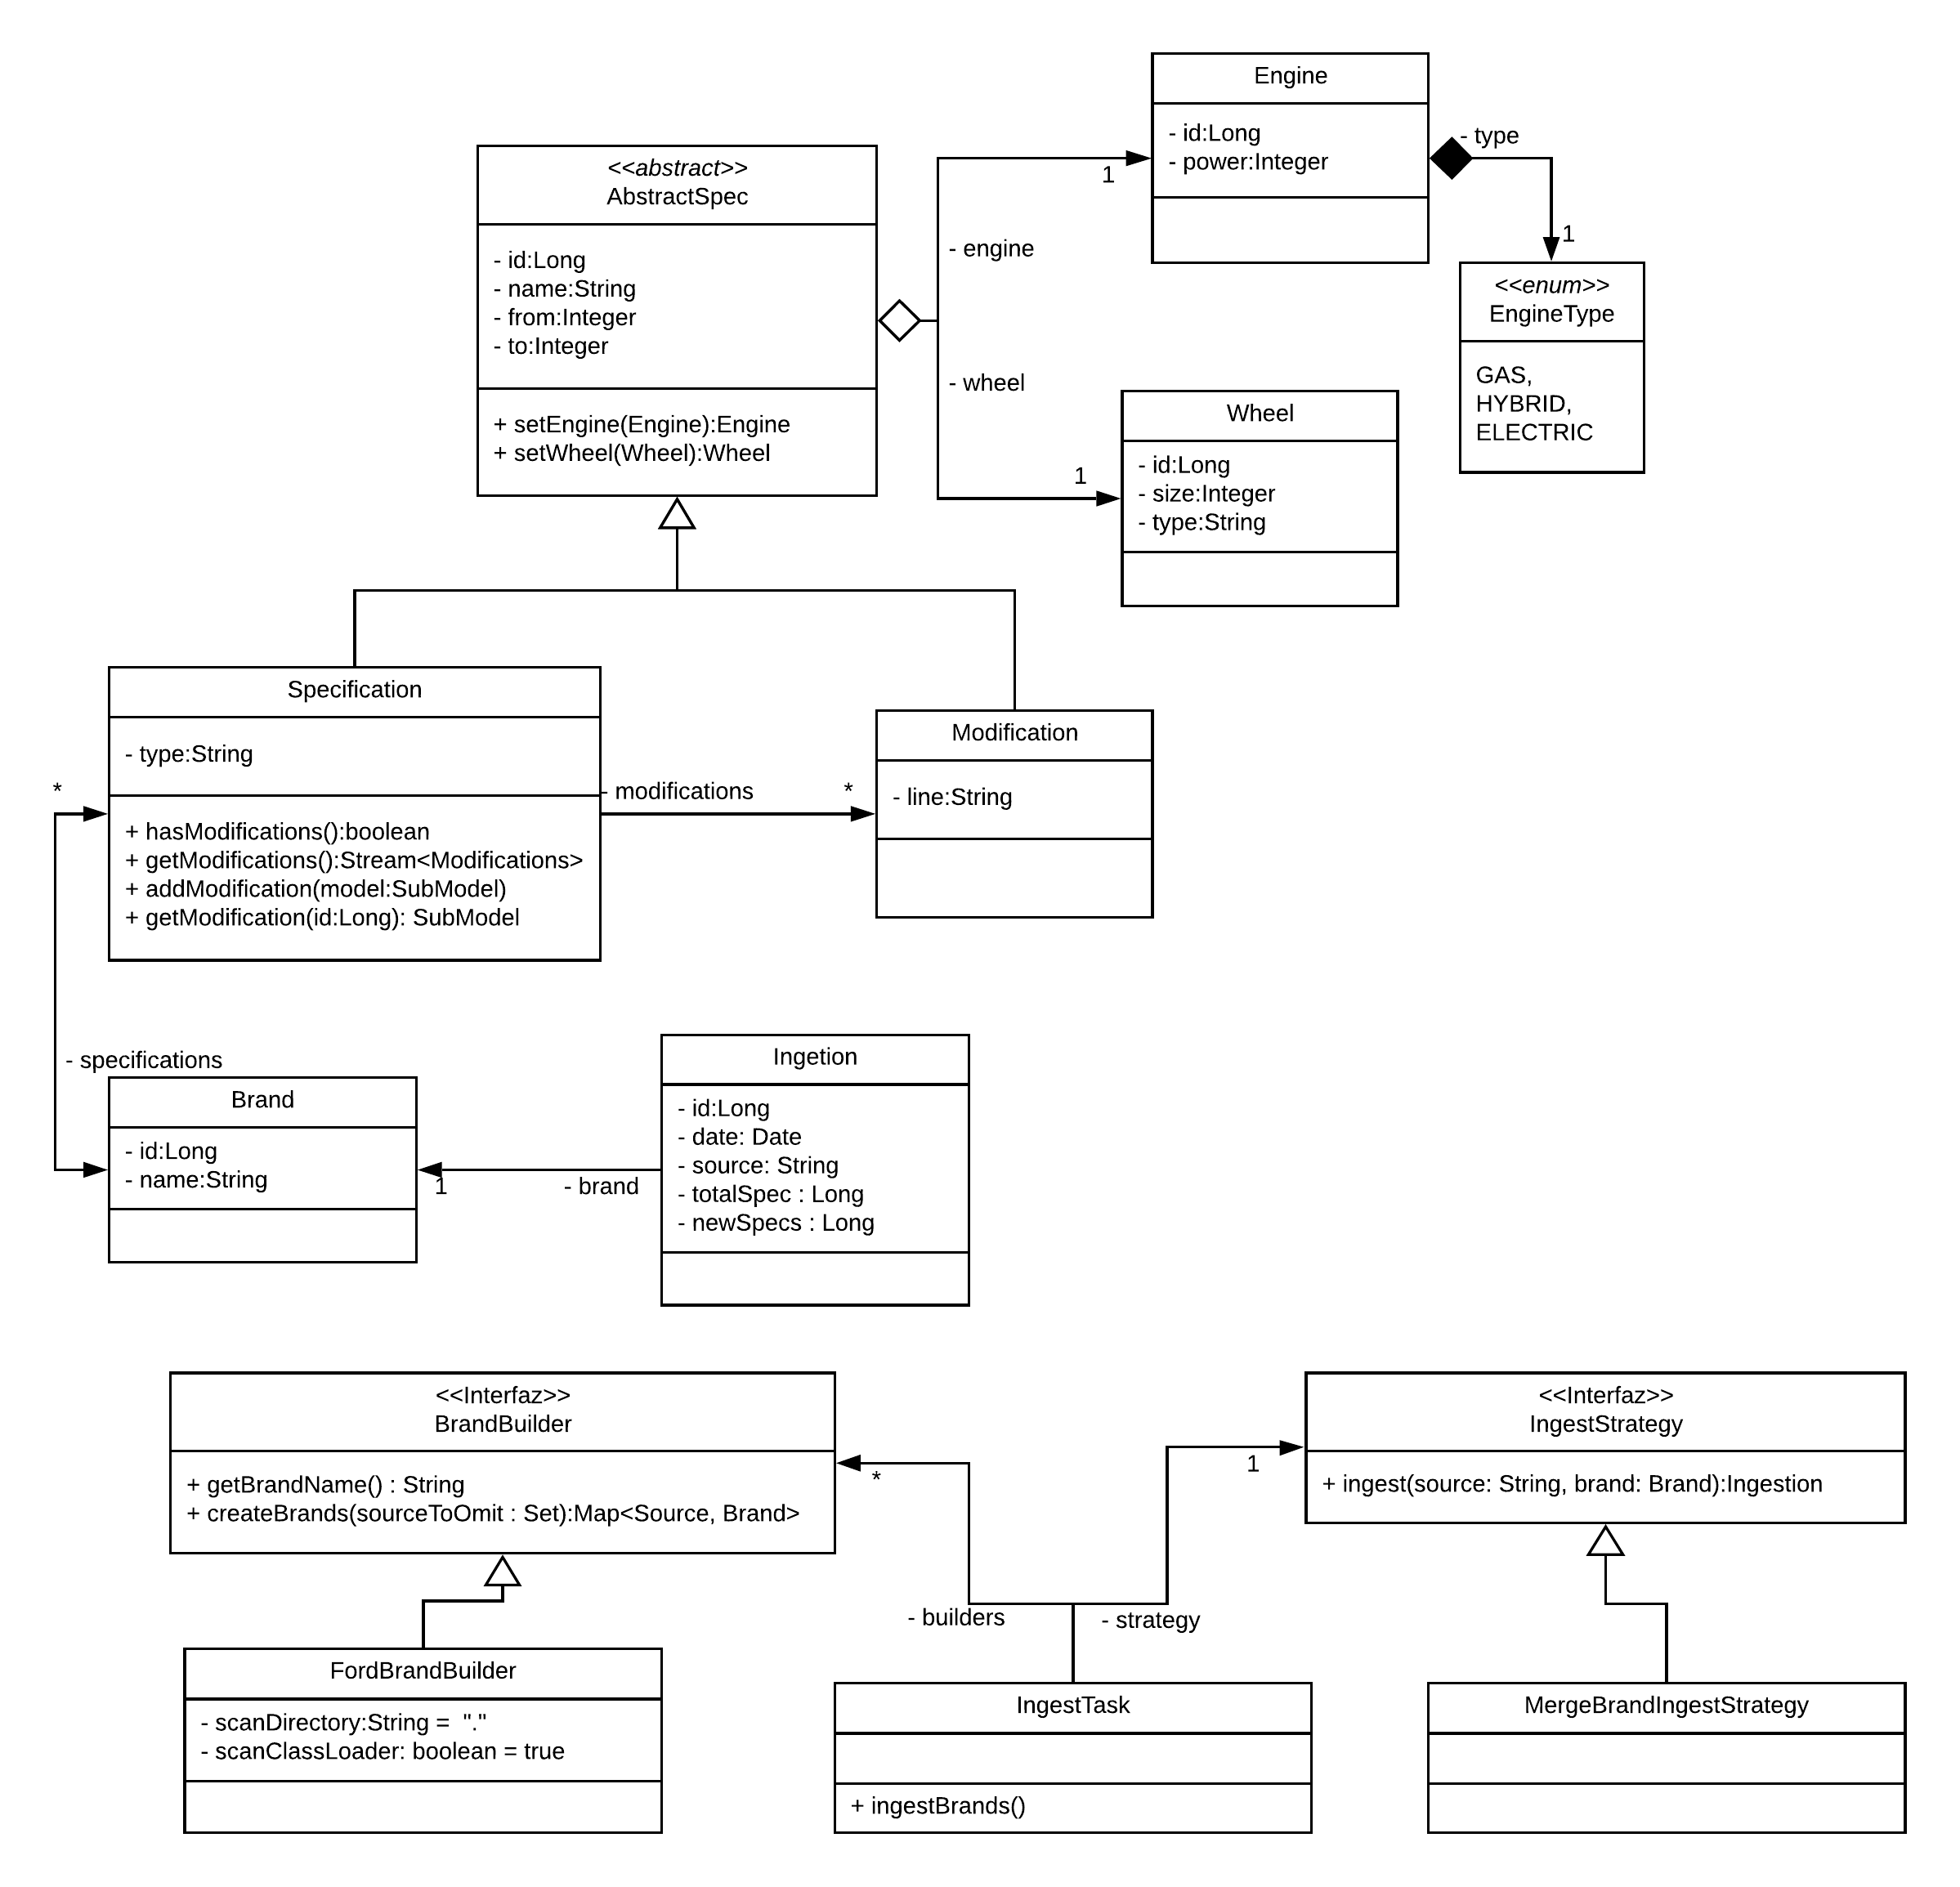 Engine
- id:Long
- power:Integer
- type
1
<<abstract>>
AbstractSpec
- id:Long
- name:String
- from:Integer
- to:Integer
+ setEngine(Engine):Engine
+ setWheel(Wheel):Wheel
1
- engine
- wheel
1
<<enum>>
EngineType
GAS,
HYBRID,
ELECTRIC
Wheel
- id:Long
- size:Integer
- type:String
Specification
- type:String
+ hasModifications():boolean
+ getModifications():Stream<Modifications>
+ addModification(model:SubModel)
+ getModification(id:Long): SubModel
- modifications
*
Modification
- line:String
*
- specifications
Brand
- id:Long
- name:String
1
- brand
Ingetion
- id:Long
- date: Date
- source: String
- totalSpec : Long
- newSpecs : Long
<<Interfaz>>
BrandBuilder
+ getBrandName() : String
+ createBrands(sourceToOmit : Set):Map<Source, Brand>
*
1
<<Interfaz>>
IngestStrategy
+ ingest(source: String, brand: Brand):Ingestion
- builders
- strategy
FordBrandBuilder
- scanDirectory:String =  "."
- scanClassLoader: boolean = true
IngestTask
+ ingestBrands()
MergeBrandIngestStrategy